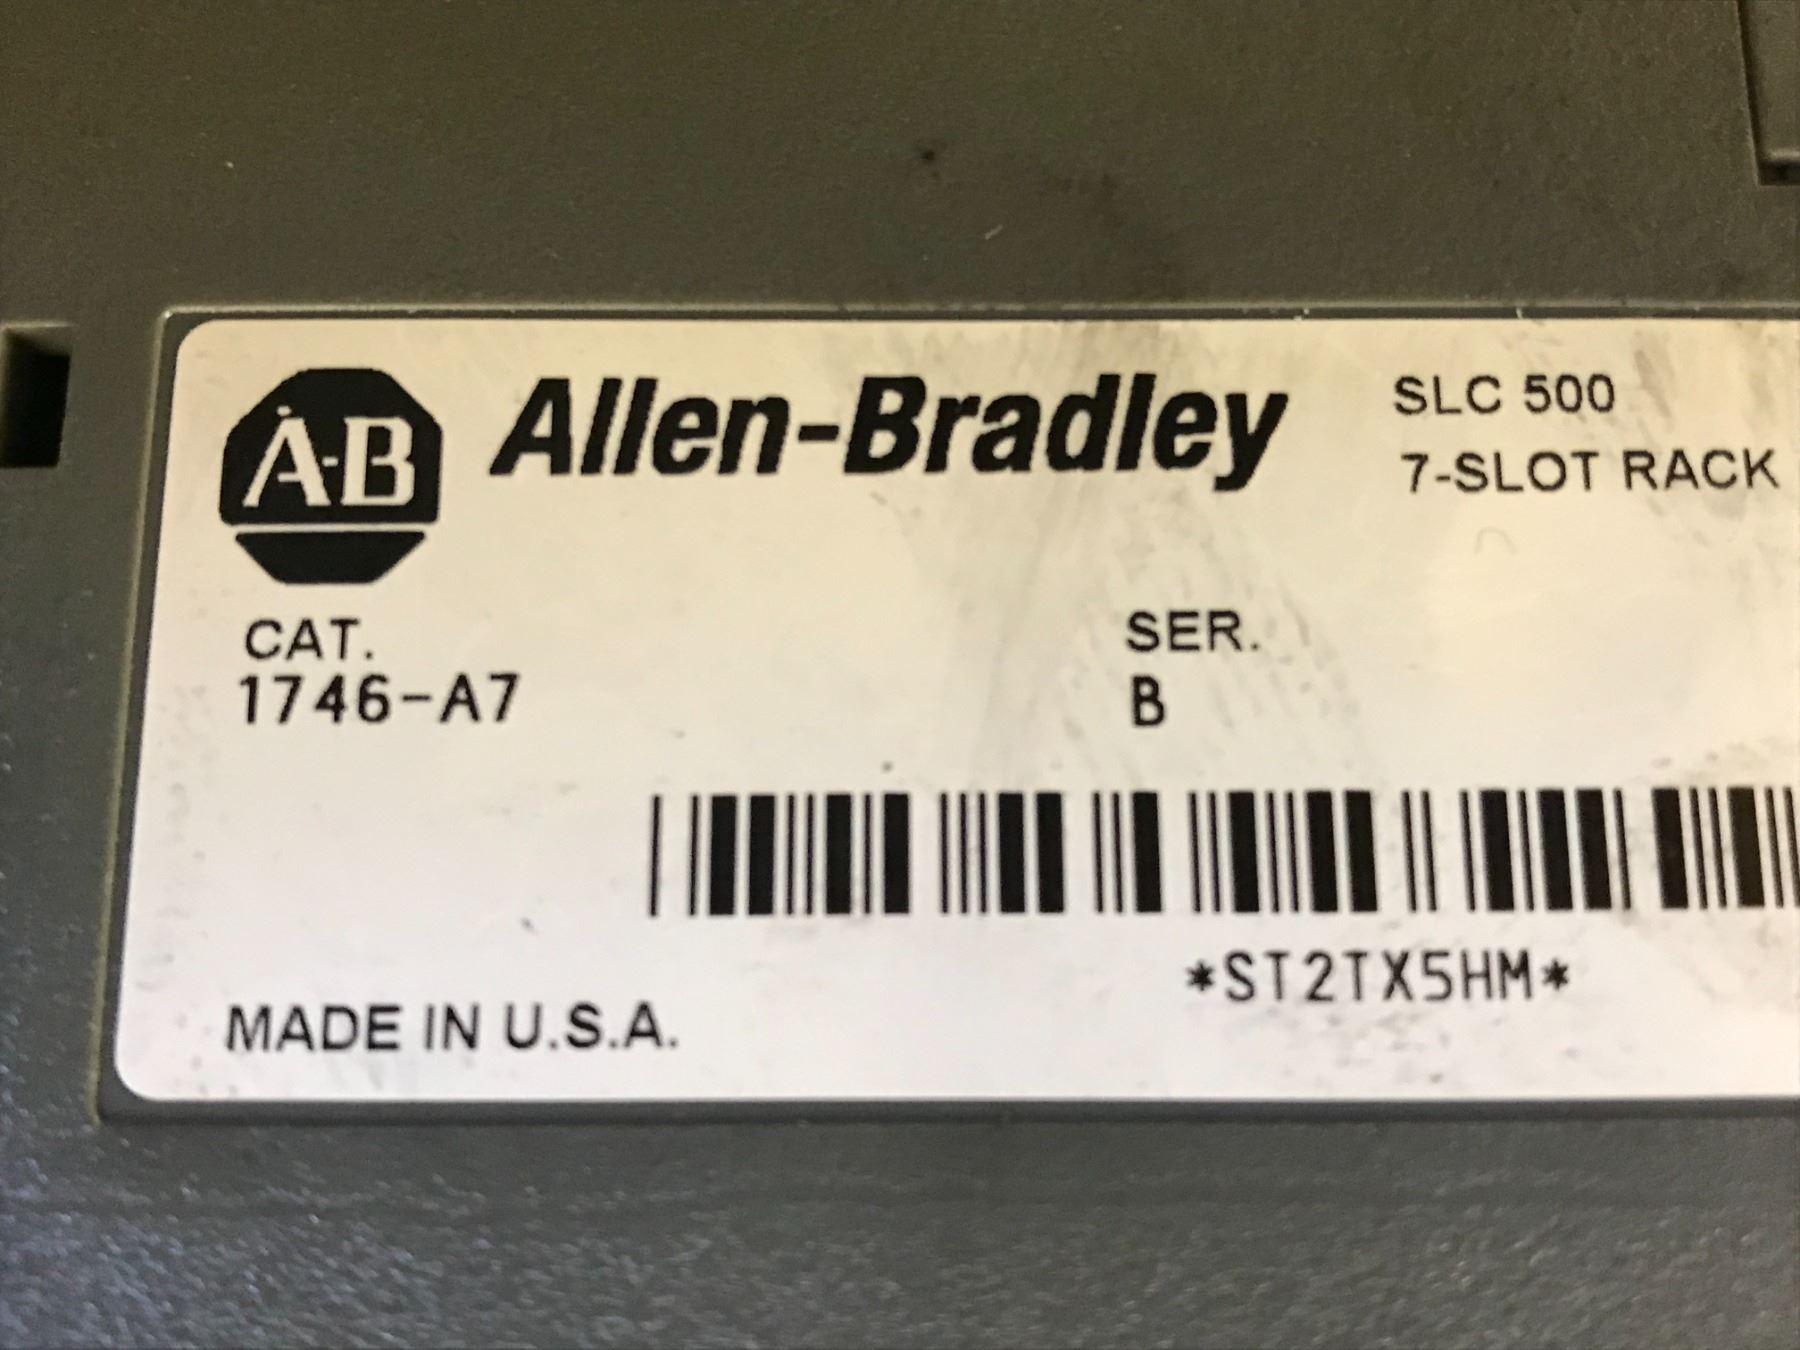 A-B Allen-Bradley
SLC 500
7-SLOT RACK
CAT.
1746-A7
SER.
B
*ST2TX5HM*
MADE IN U.S.A.